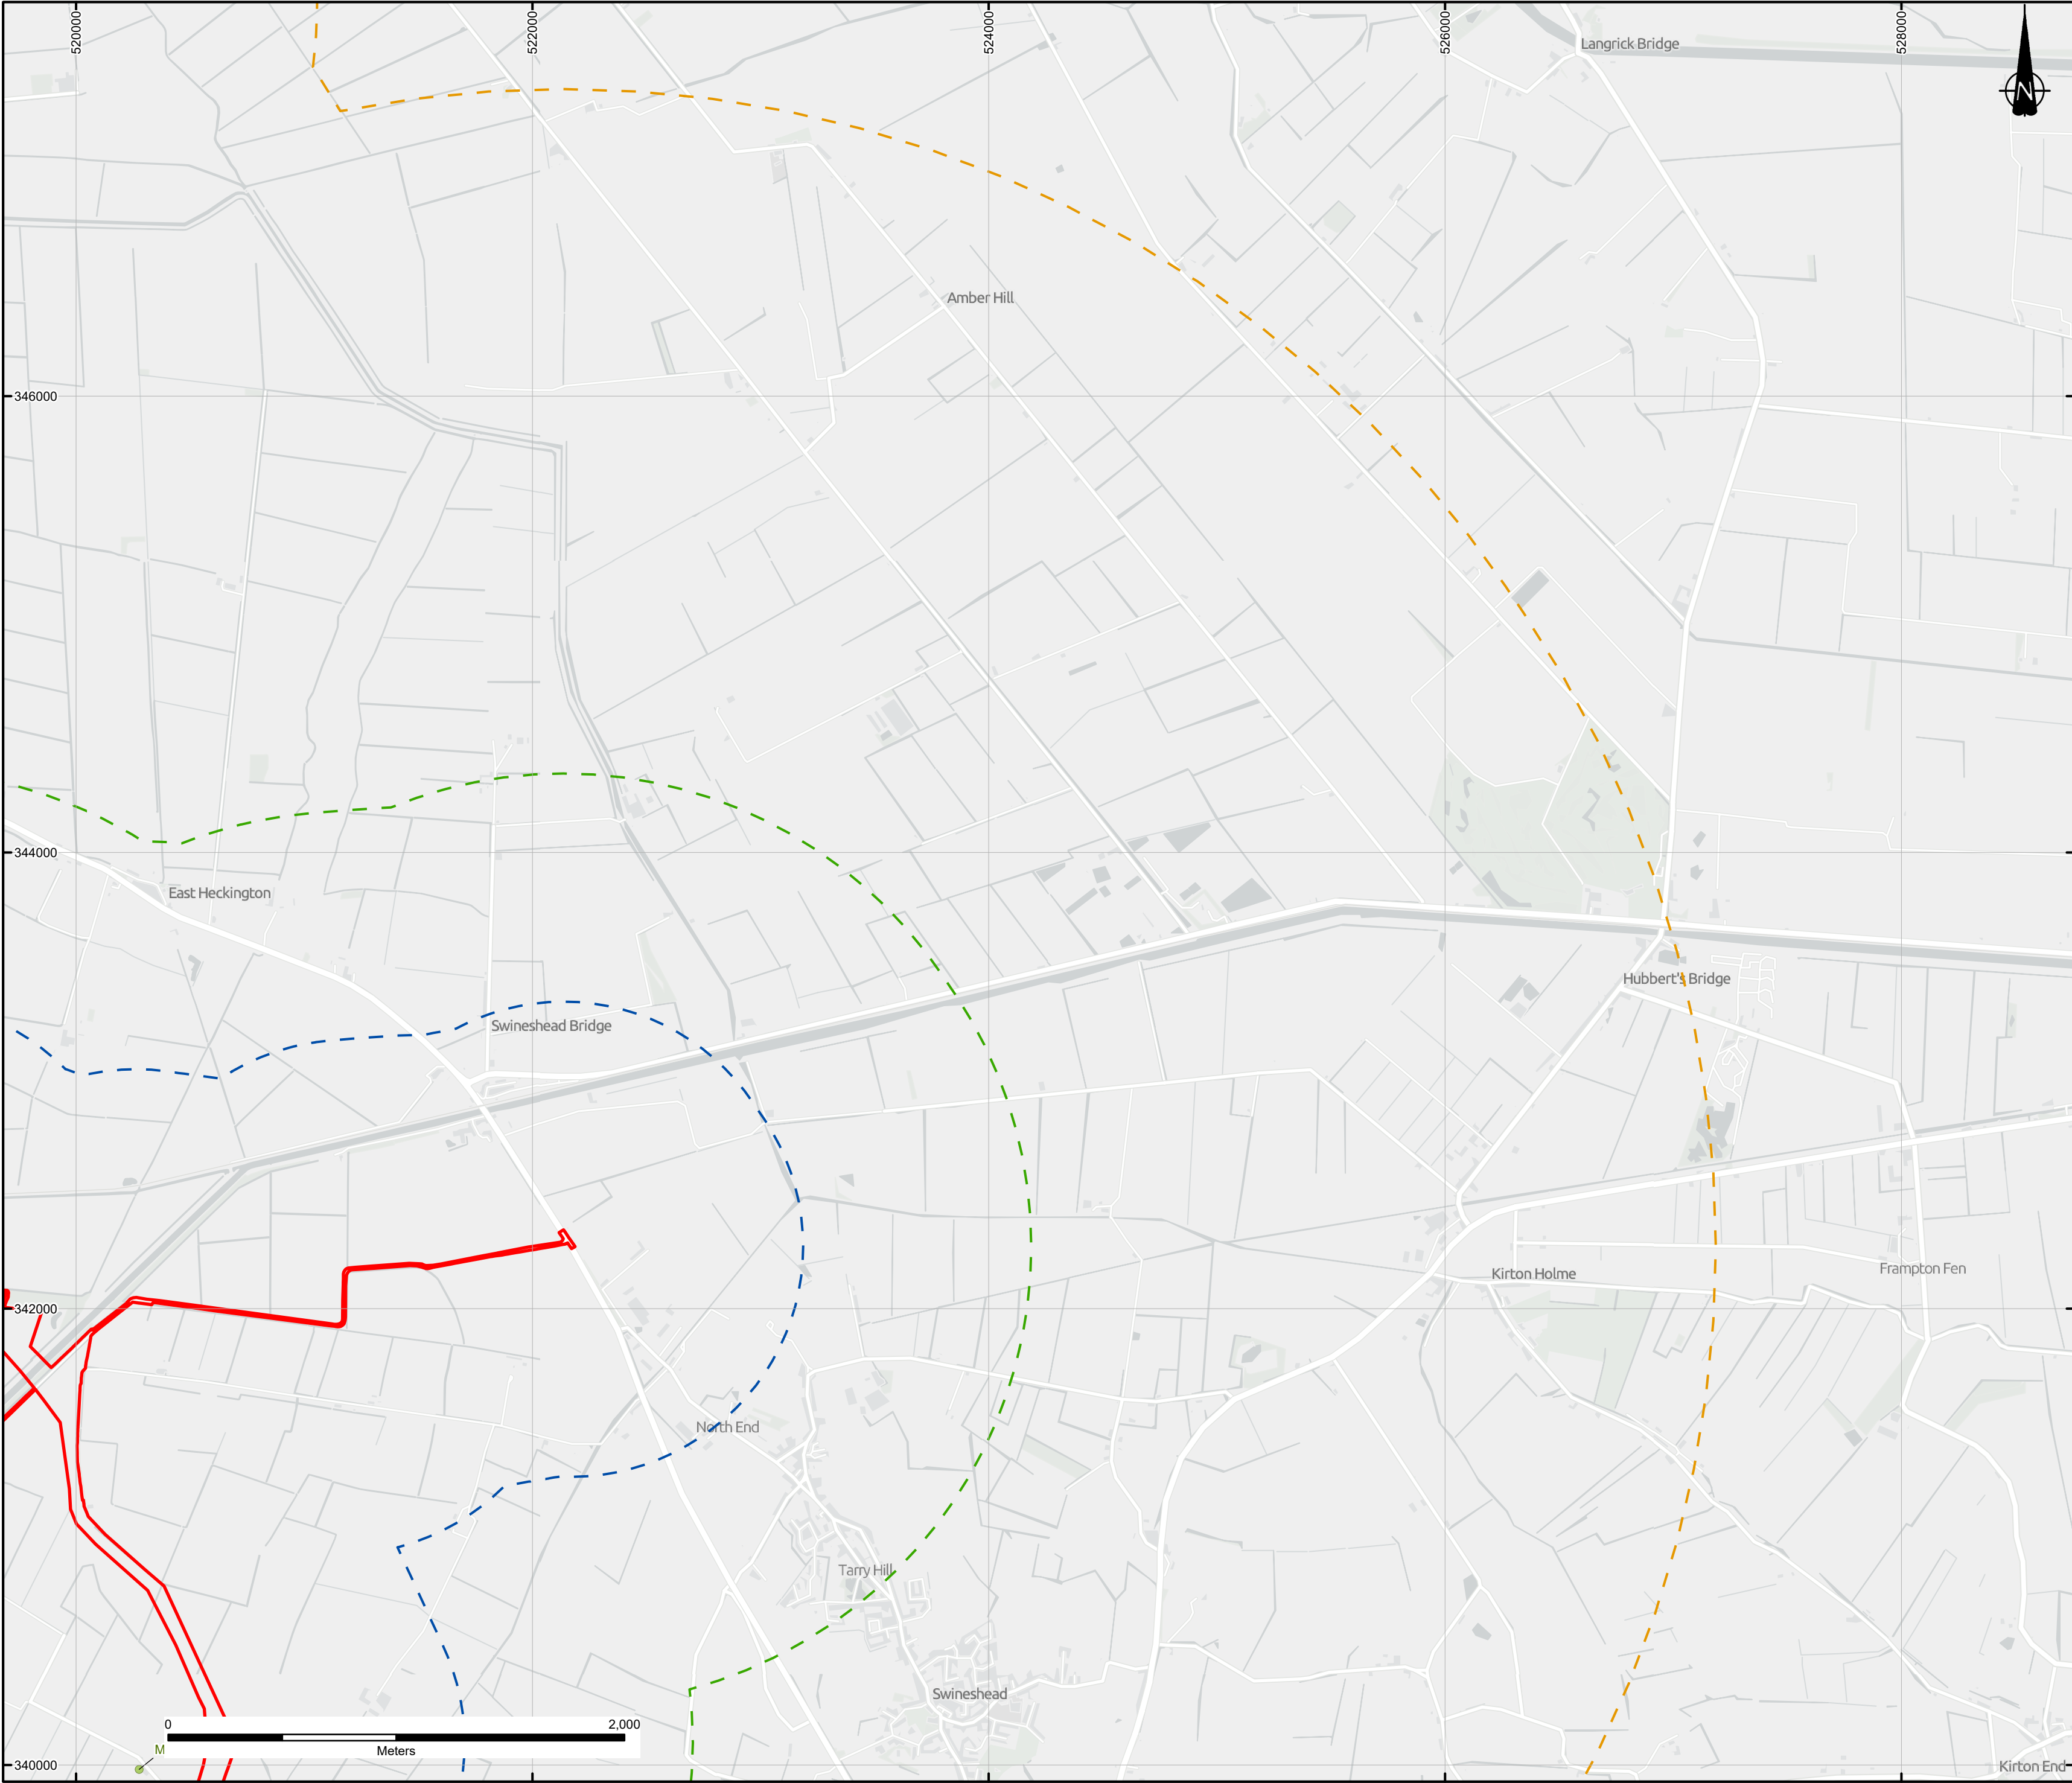 520000
522000
524000
526000
528000
Langrick Bridge
N
Amber Hill
346000
344000
East Heckington
Hubbert's Bridge
Swineshead Bridge
342000
Kirton Holme
Frampton Fen
North End
Tarry Hill
Swineshead
0
2,000
Meters
M
340000
Kirton End